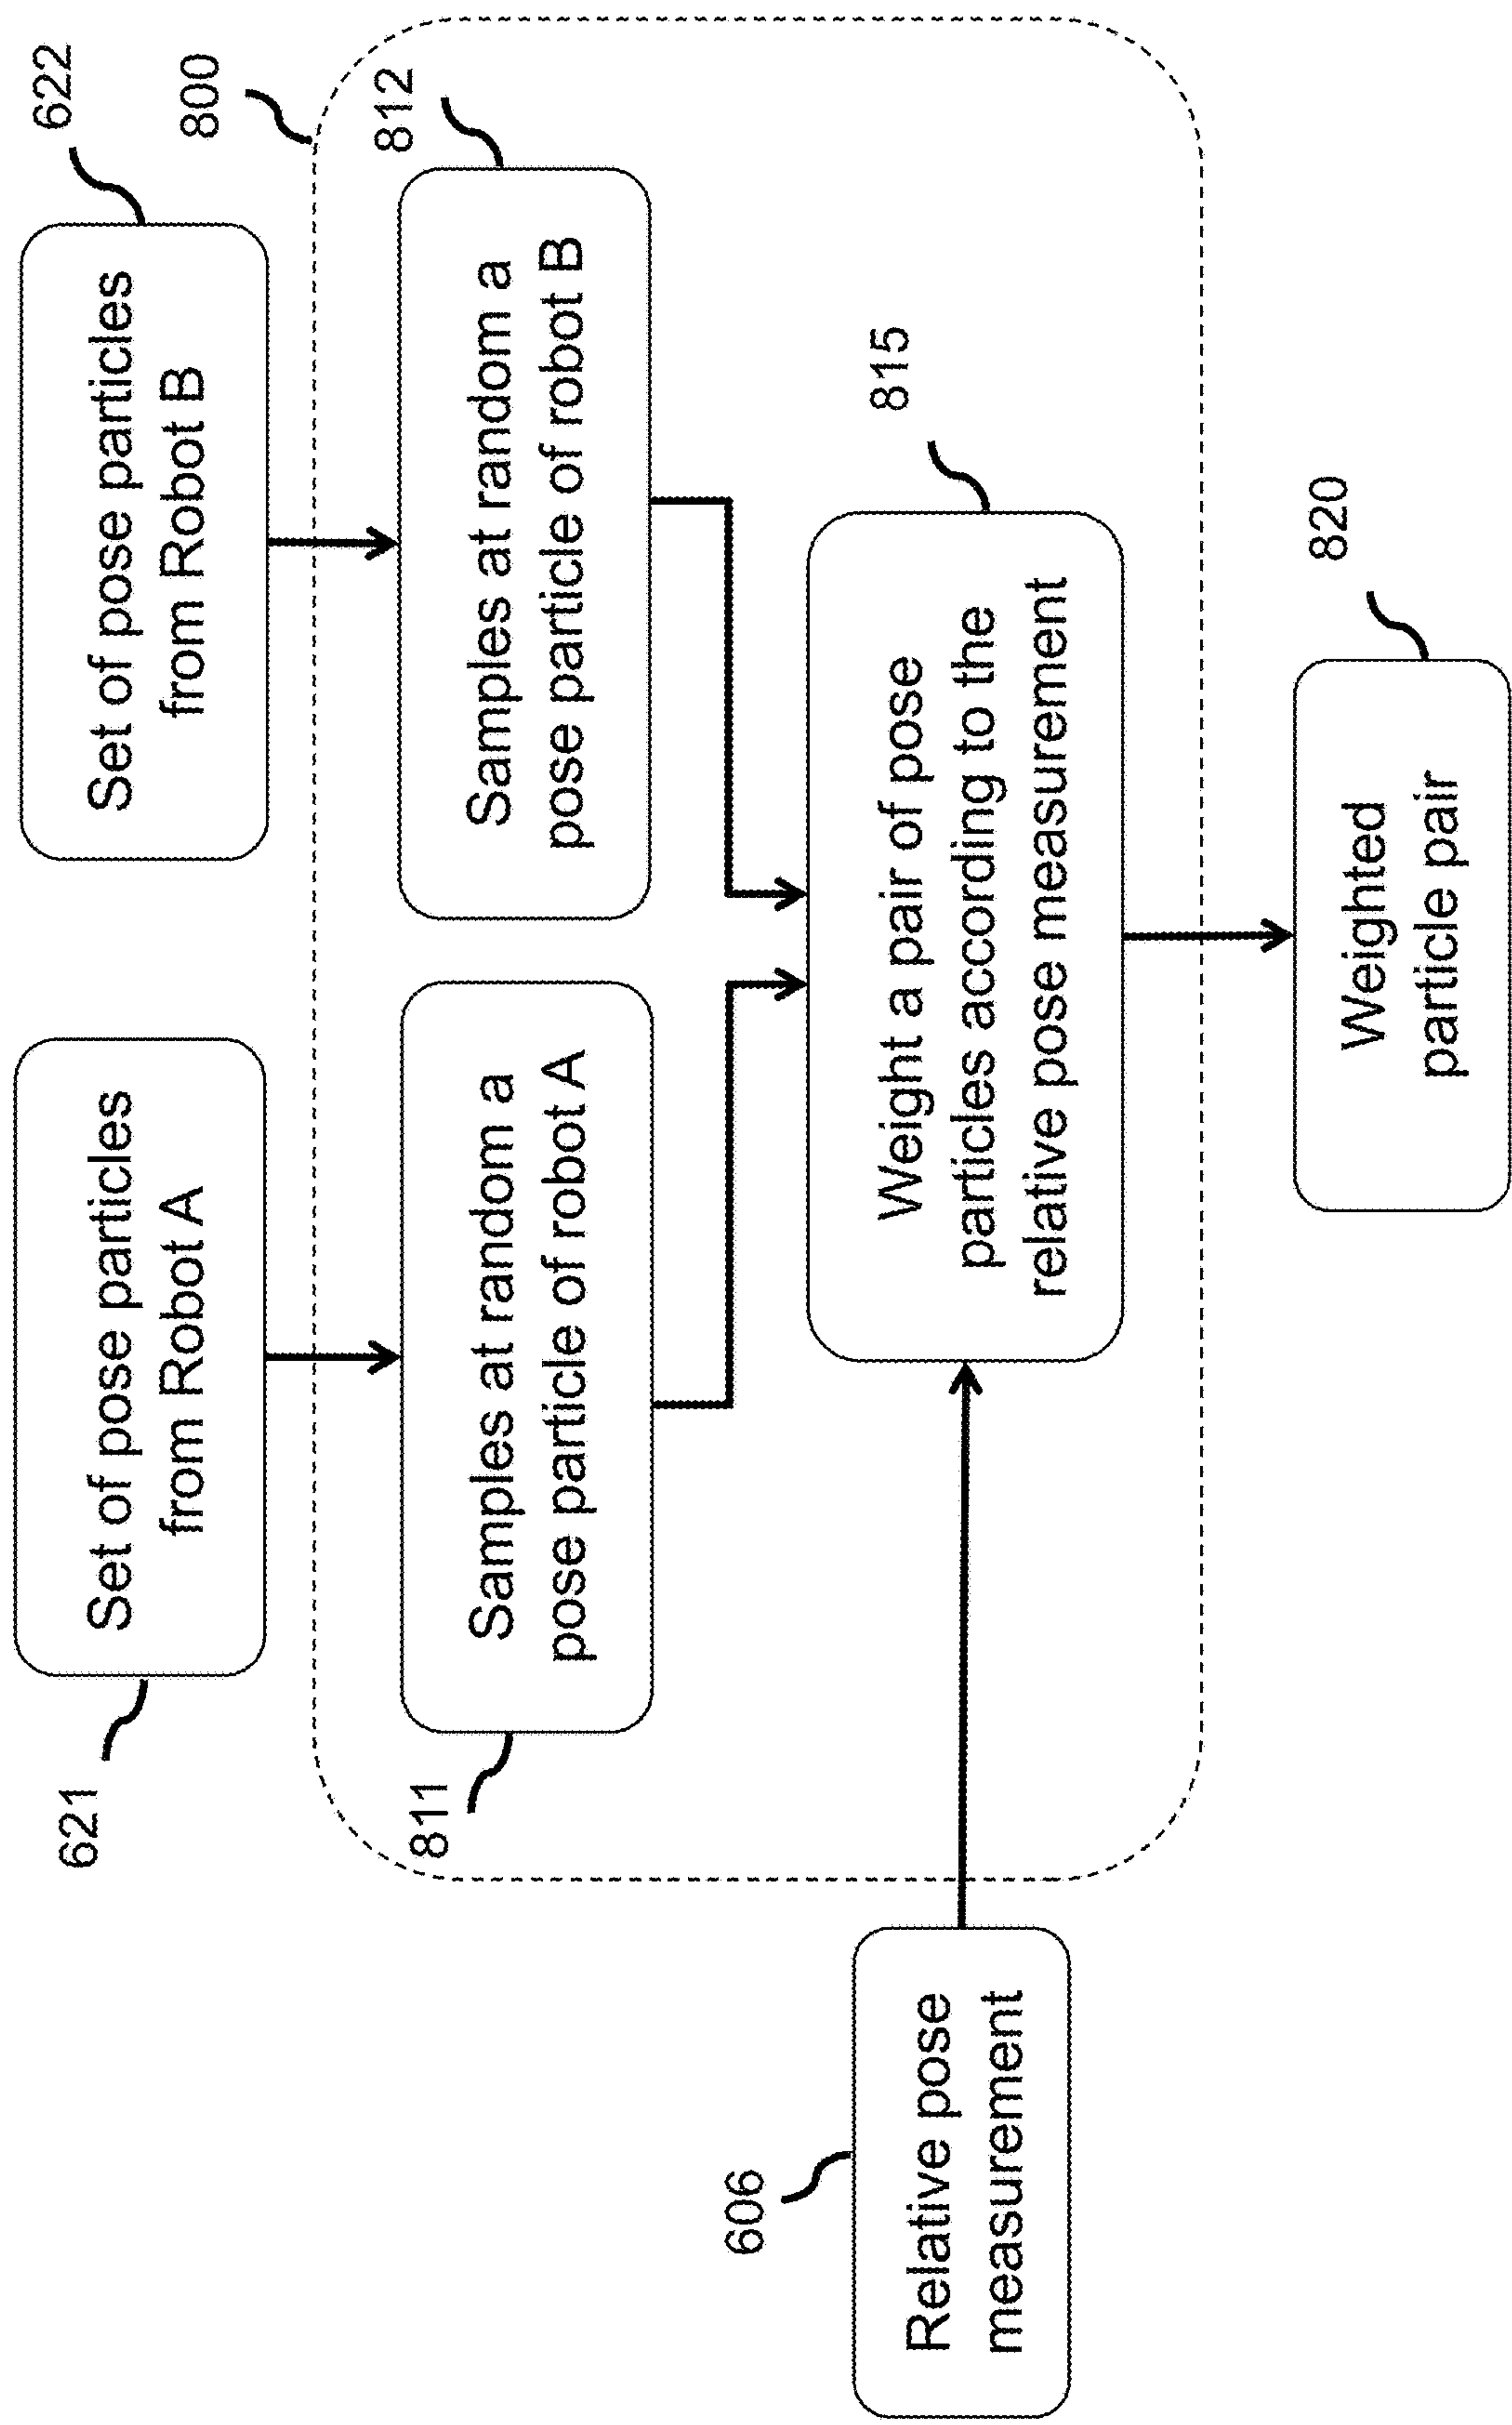 621
Set of pose particles
from Robot A
Set of pose particles
from Robot B
622
800
811
Samples at random a
pose particle of robot A
Samples at random a
pose particle of robot B
812
606
Relative pose
measurement
Weight a pair of pose
particles according to the
relative pose measurement
815
Weighted
particle pair
820